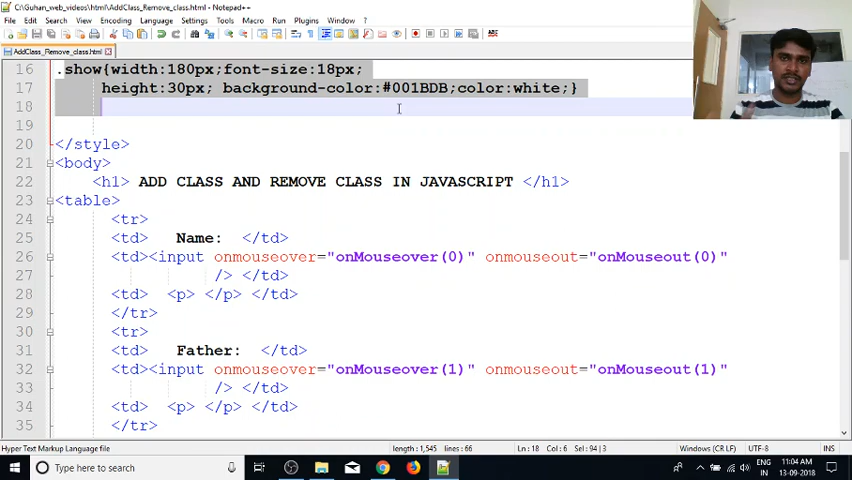 C:\Guhan_web_videos\html\AddClass_Remove_class.html - Notepad++
File Edit Search View Encoding Language Settings Tools Macro Run Plugins Window ?
AddClass_Remove_class.html
16 .show{width:180px;font-size:18px;
17 height:30px; background-color:#001BDB;color:white;}
18
19
20 </style>
21 <body>
22 <h1> ADD CLASS AND REMOVE CLASS IN JAVASCRIPT </h1>
23 <table>
24 <tr>
25 <td> Name: </td>
26 <td><input onmouseover="onMouseover(0)" onmouseout="onMouseout(0)"
27 /> </td>
28 <td> <p> </p> </td>
29 </tr>
30 <tr>
31 <td> Father: </td>
32 <td><input onmouseover="onMouseover(1)" onmouseout="onMouseout(1)"
33 /> </td>
34 <td> <p> </p> </td>
35 </tr>
Hyper Text Markup Language file length : 1,545 lines : 66 Ln : 18 Col : 6 Sel : 94 | 3 Windows (CR LF) UTF-8 INS
Type here to search
ENG 11:04 AM
IN 13-09-2018